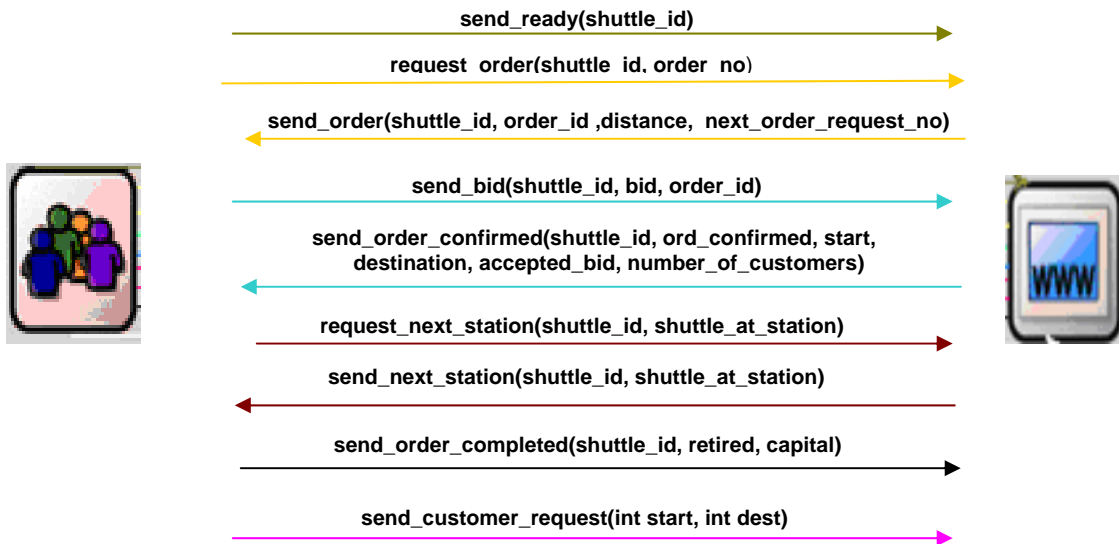 send_ready(shuttle_id)
request_order(shuttle_id, order_no)
send_order(shuttle_id, order_id ,distance, next_order_request_no)
send_bid(shuttle_id, bid, order_id)
send_order_confirmed(shuttle_id, ord_confirmed, start,
destination, accepted_bid, number_of_customers)
WWW
request_next_station(shuttle_id, shuttle_at_station)
send_next_station(shuttle_id, shuttle_at_station)
send_order_completed(shuttle_id, retired, capital)
send_customer_request(int start, int dest)